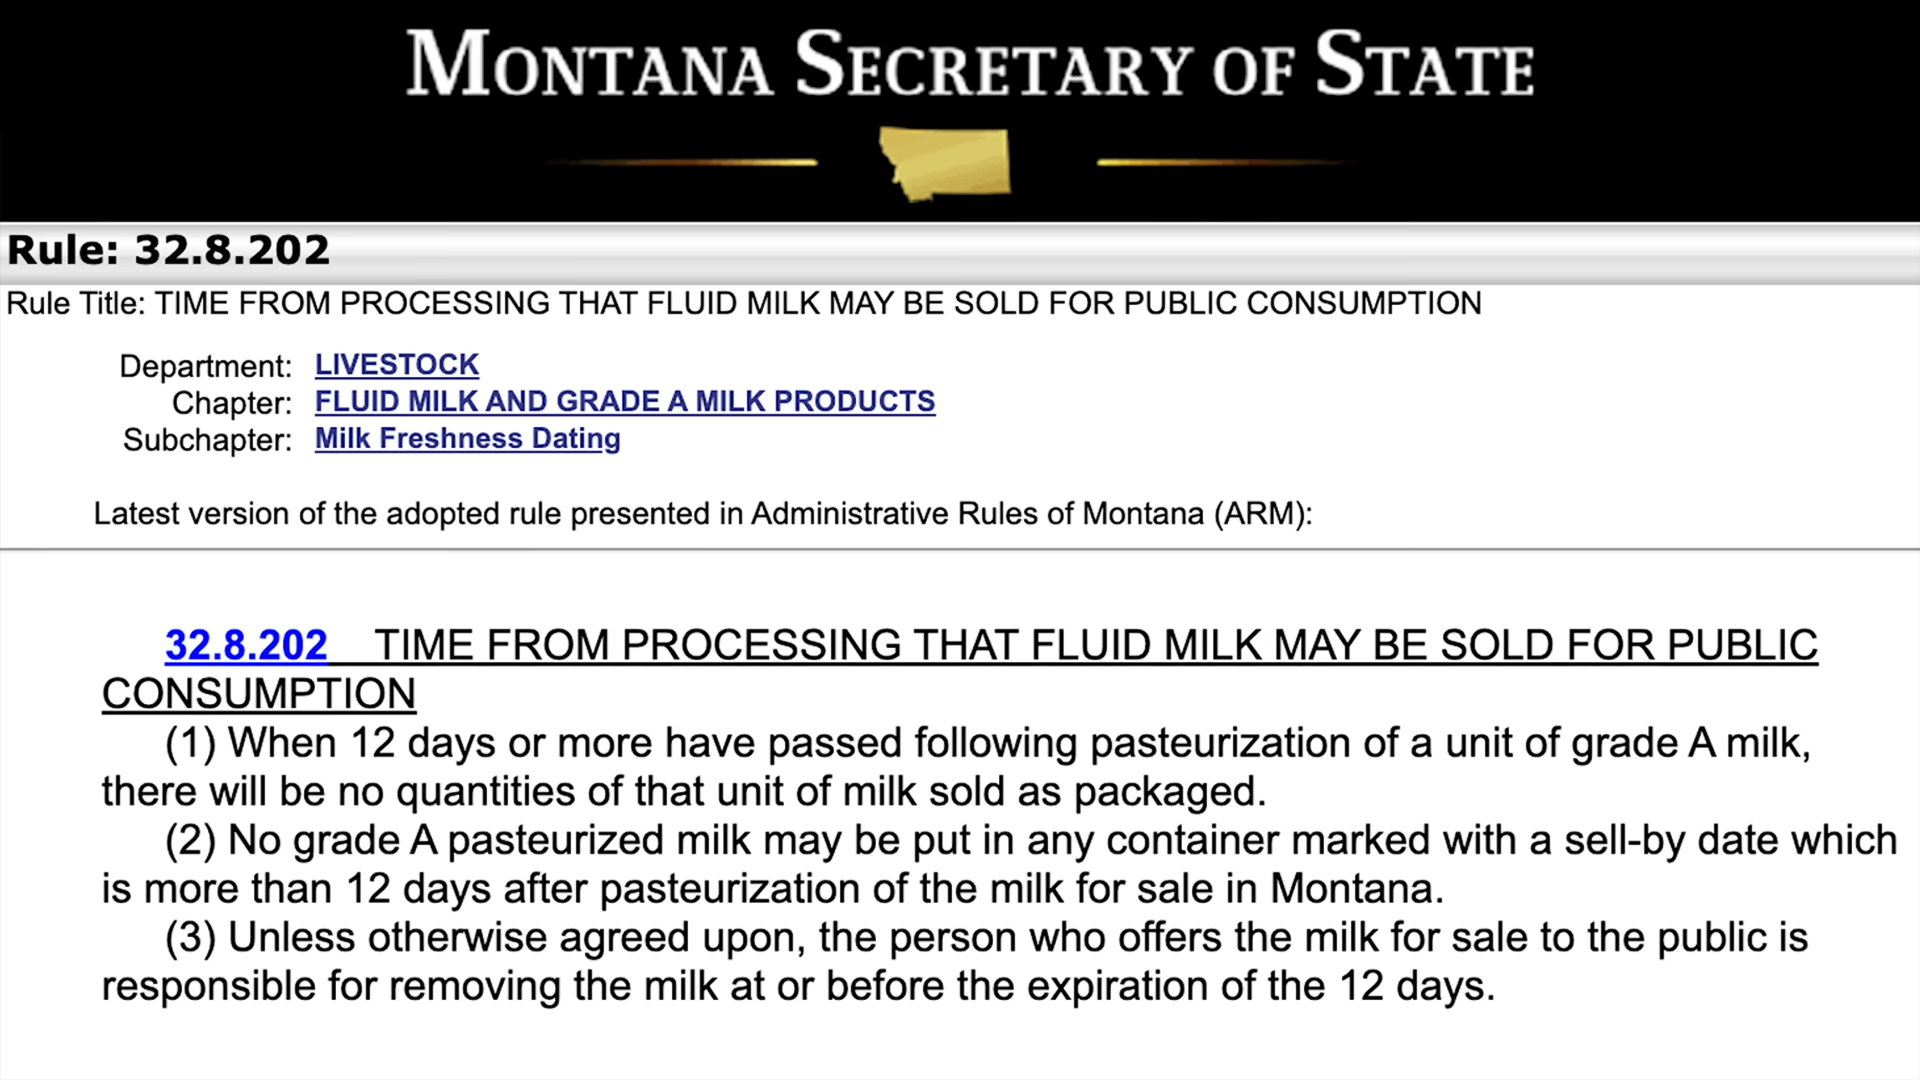 MONTANA SECRETARY OF STATE
Rule: 32.8.202
Rule Title: TIME FROM PROCESSING THAT FLUID MILK MAY BE SOLD FOR PUBLIC CONSUMPTION
Department: LIVESTOCK
Chapter: FLUID MILK AND GRADE A MILK PRODUCTS
Subchapter: Milk Freshness Dating
Latest version of the adopted rule presented in Administrative Rules of Montana (ARM):
32.8.202 TIME FROM PROCESSING THAT FLUID MILK MAY BE SOLD FOR PUBLIC
CONSUMPTION
(1) When 12 days or more have passed following pasteurization of a unit of grade A milk,
there will be no quantities of that unit of milk sold as packaged.
(2) No grade A pasteurized milk may be put in any container marked with a sell-by date which
is more than 12 days after pasteurization of the milk for sale in Montana.
(3) Unless otherwise agreed upon, the person who offers the milk for sale to the public is
responsible for removing the milk at or before the expiration of the 12 days.